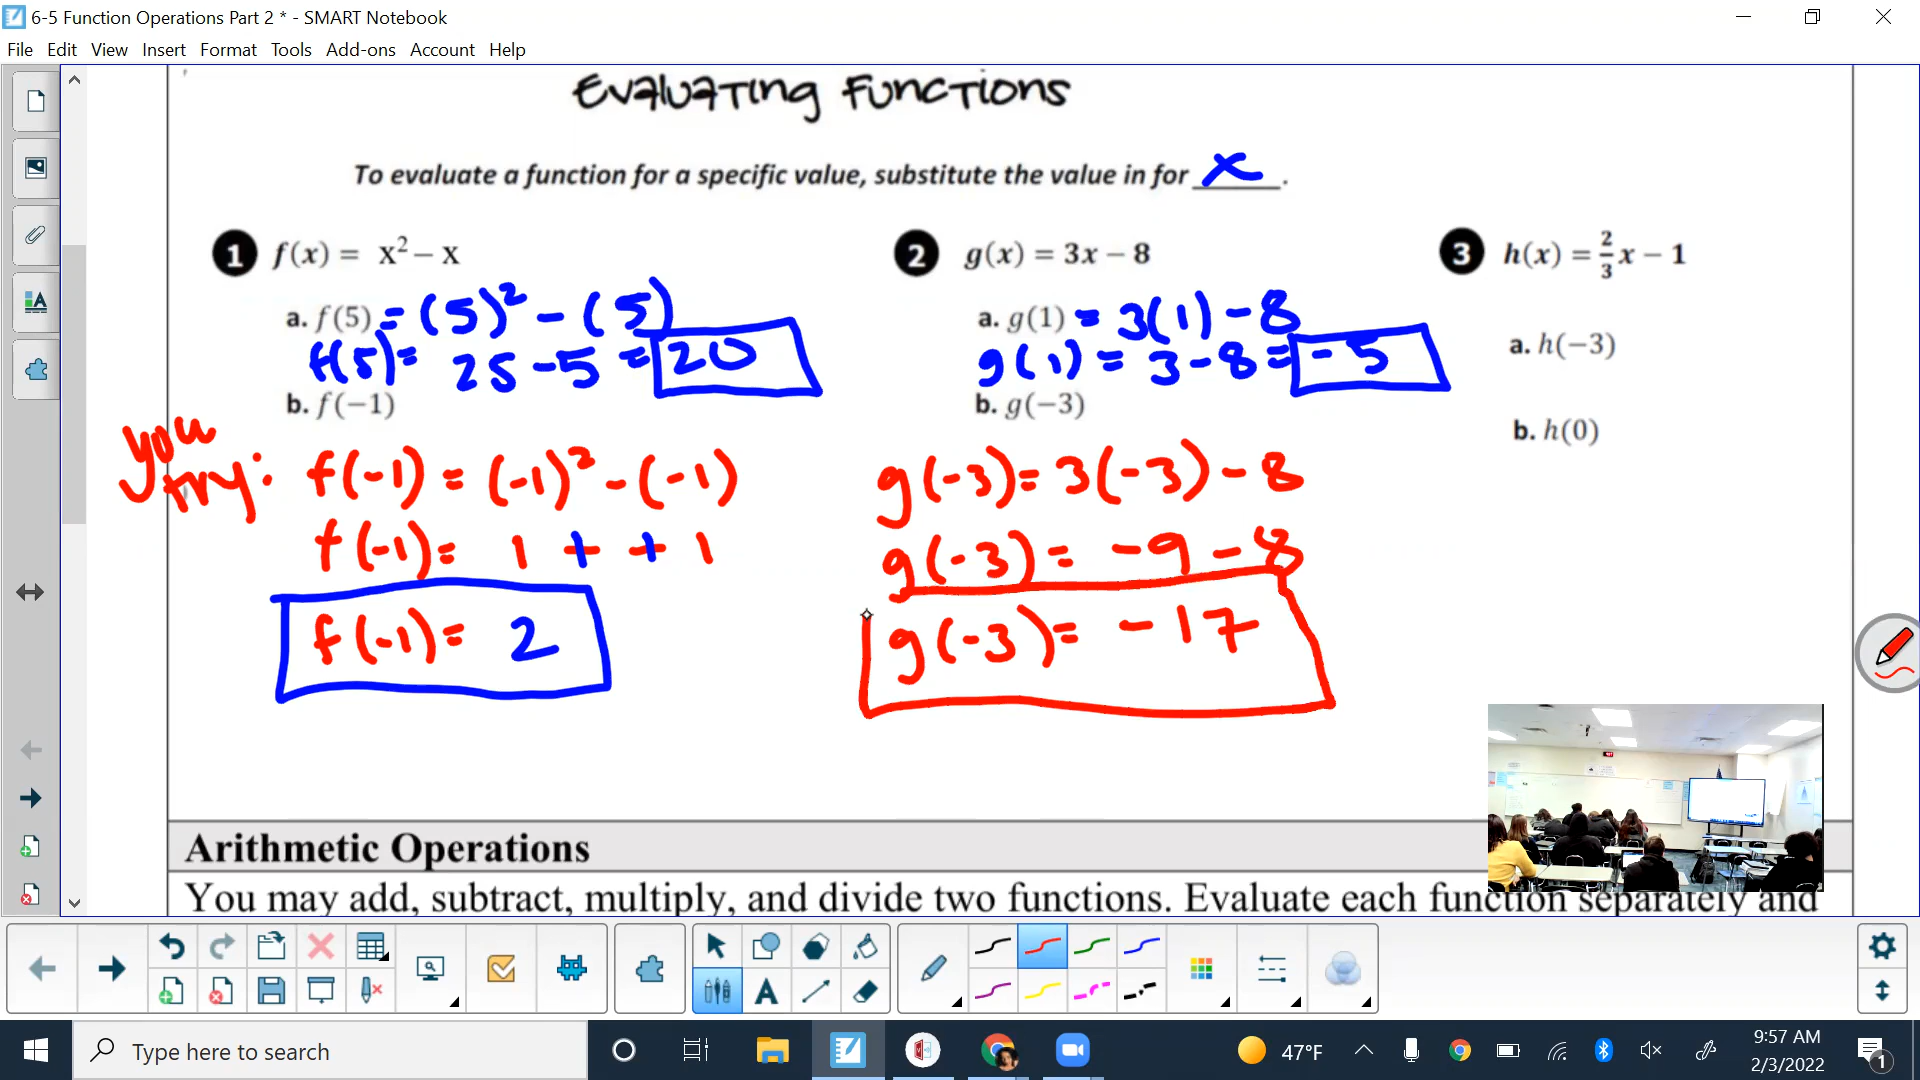 6-5 Function Operations Part 2 * - SMART Notebook
File Edit View Insert Format Tools Add-ons Account Help
Evaluating Functions
To evaluate a function for a specific value, substitute the value in for x.
1 f(x) = x² – x
a. f(5) = (5)² - (5)
f(5) = 25 - 5 = 20
b. f(−1)
you try: f(-1) = (-1)² - (-1)
f(-1) = 1 + + 1
f(-1) = 2
2 g(x) = 3x − 8
a. g(1) = 3(1) - 8
g(1) = 3 - 8 = -5
b. g(−3)
g(-3) = 3(-3) - 8
g(-3) = -9 - 8
g(-3) = -17
3 h(x) = 2/3 x − 1
a. h(−3)
b. h(0)
Arithmetic Operations
You may add, subtract, multiply, and divide two functions. Evaluate each function separately and
Type here to search
47°F
9:57 AM
2/3/2022
1